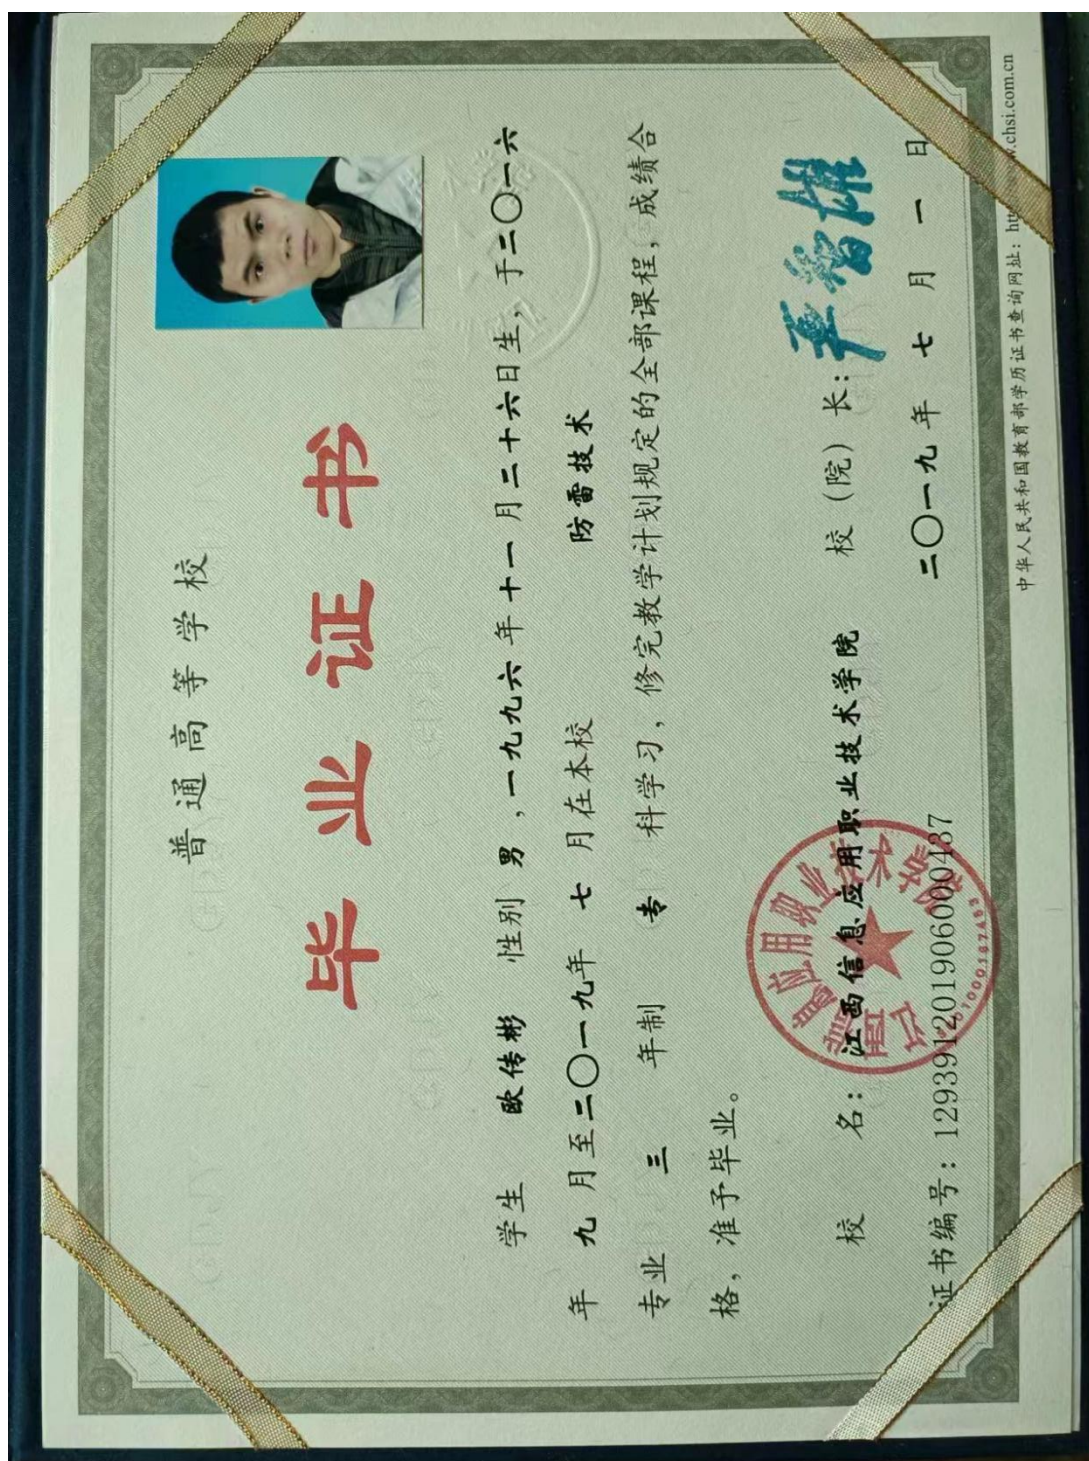 普通高等学校
毕业证书
学生 欧传彬 性别 男 ,一九九六年十一月二十六日生,于二〇一六
年 九 月至二〇一九年 七 月在本校 防雷技术
专业 三 年制 专 科学习,修完教学计划规定的全部课程,成绩合
格,准予毕业。
校 名:江西信息应用职业技术学院 校(院)长:
证书编号:129391201906000437 二〇一九年 七 月 一 日
中华人民共和国教育部学历证书查询网址:.chsi.com.cn